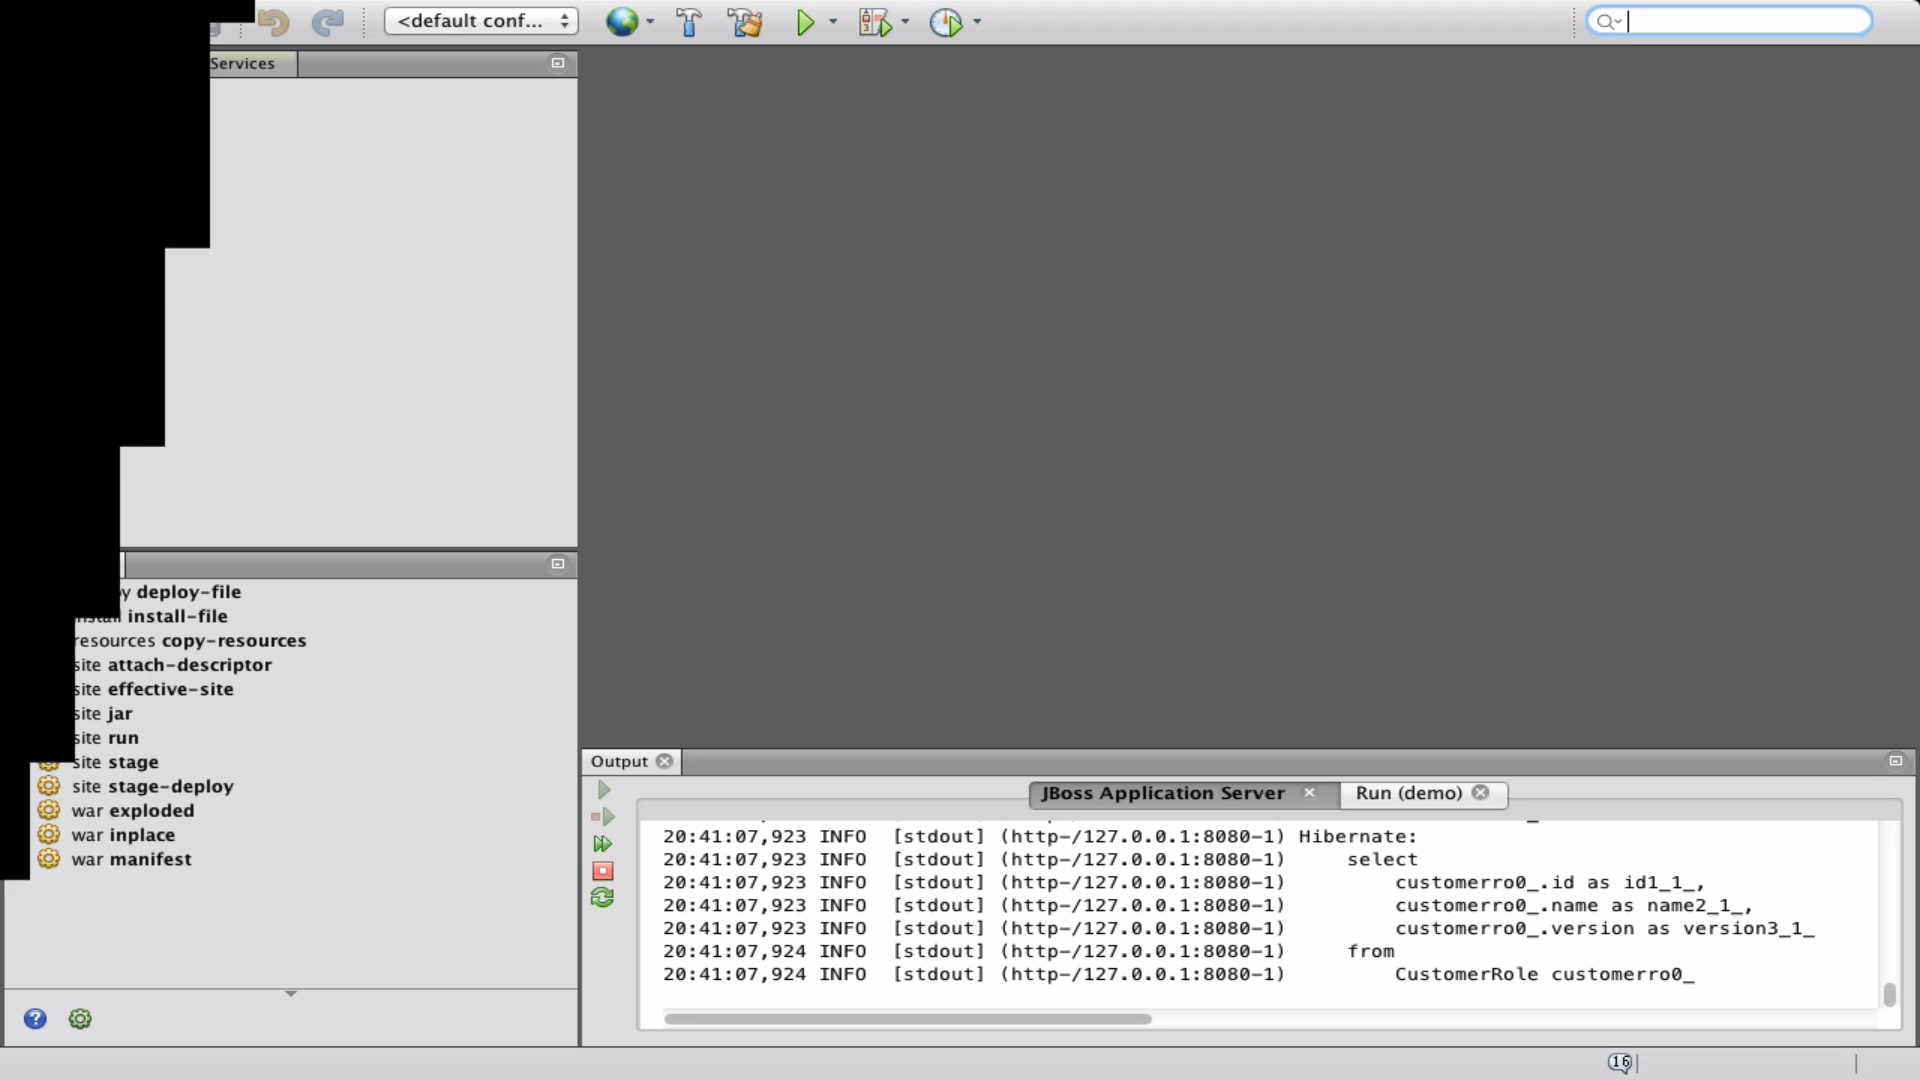 <default conf...
Services
deploy-file
install-file
resources copy-resources
site attach-descriptor
site effective-site
site jar
site run
site stage
site stage-deploy
war exploded
war inplace
war manifest
Output
JBoss Application Server
Run (demo)
20:41:07,923 INFO [stdout] (http-/127.0.0.1:8080-1) Hibernate:
20:41:07,923 INFO [stdout] (http-/127.0.0.1:8080-1) select
20:41:07,923 INFO [stdout] (http-/127.0.0.1:8080-1) customerro0_.id as id1_1_,
20:41:07,923 INFO [stdout] (http-/127.0.0.1:8080-1) customerro0_.name as name2_1_,
20:41:07,923 INFO [stdout] (http-/127.0.0.1:8080-1) customerro0_.version as version3_1_
20:41:07,924 INFO [stdout] (http-/127.0.0.1:8080-1) from
20:41:07,924 INFO [stdout] (http-/127.0.0.1:8080-1) CustomerRole customerro0_
16